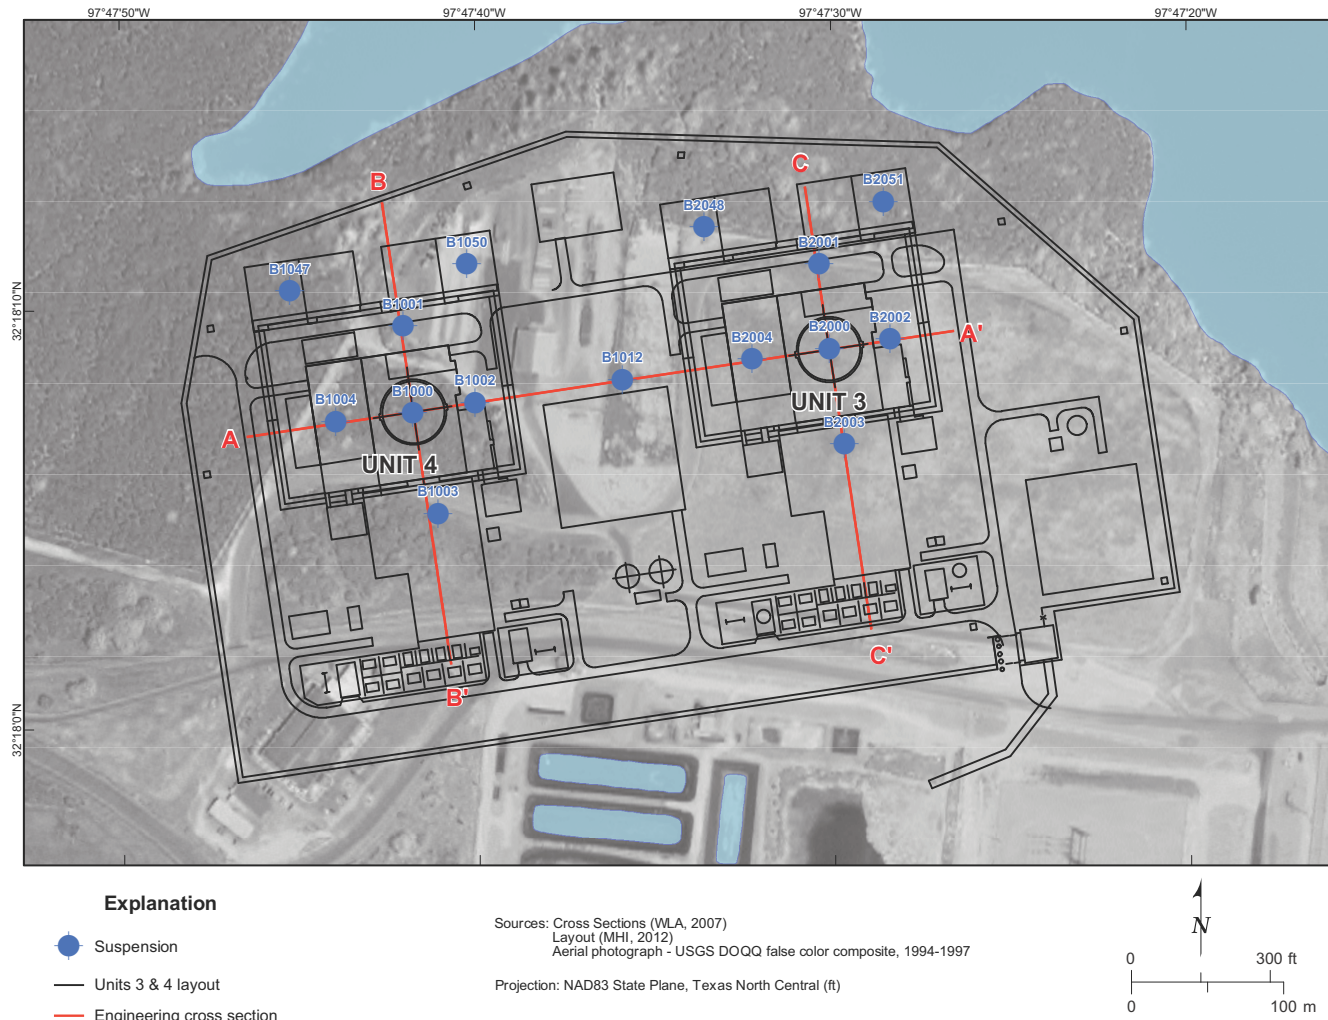 97°47'50"W
97°47'40"W
97°47'30"W
97°47'20"W
32°18'10"N
32°18'0"N
B
C
B2051
B2048
B1050
B2001
B1047
B1001
B2002
B2000
A'
B2004
B1012
B1002
B1000
B1004
UNIT 3
B2003
A
UNIT 4
B1003
C'
B'
Explanation
Suspension
Units 3 & 4 layout
Engineering cross section
Sources: Cross Sections (WLA, 2007)
Layout (MHI, 2012)
Aerial photograph - USGS DOQQ false color composite, 1994-1997
Projection: NAD83 State Plane, Texas North Central (ft)
N
0 300 ft
0 100 m